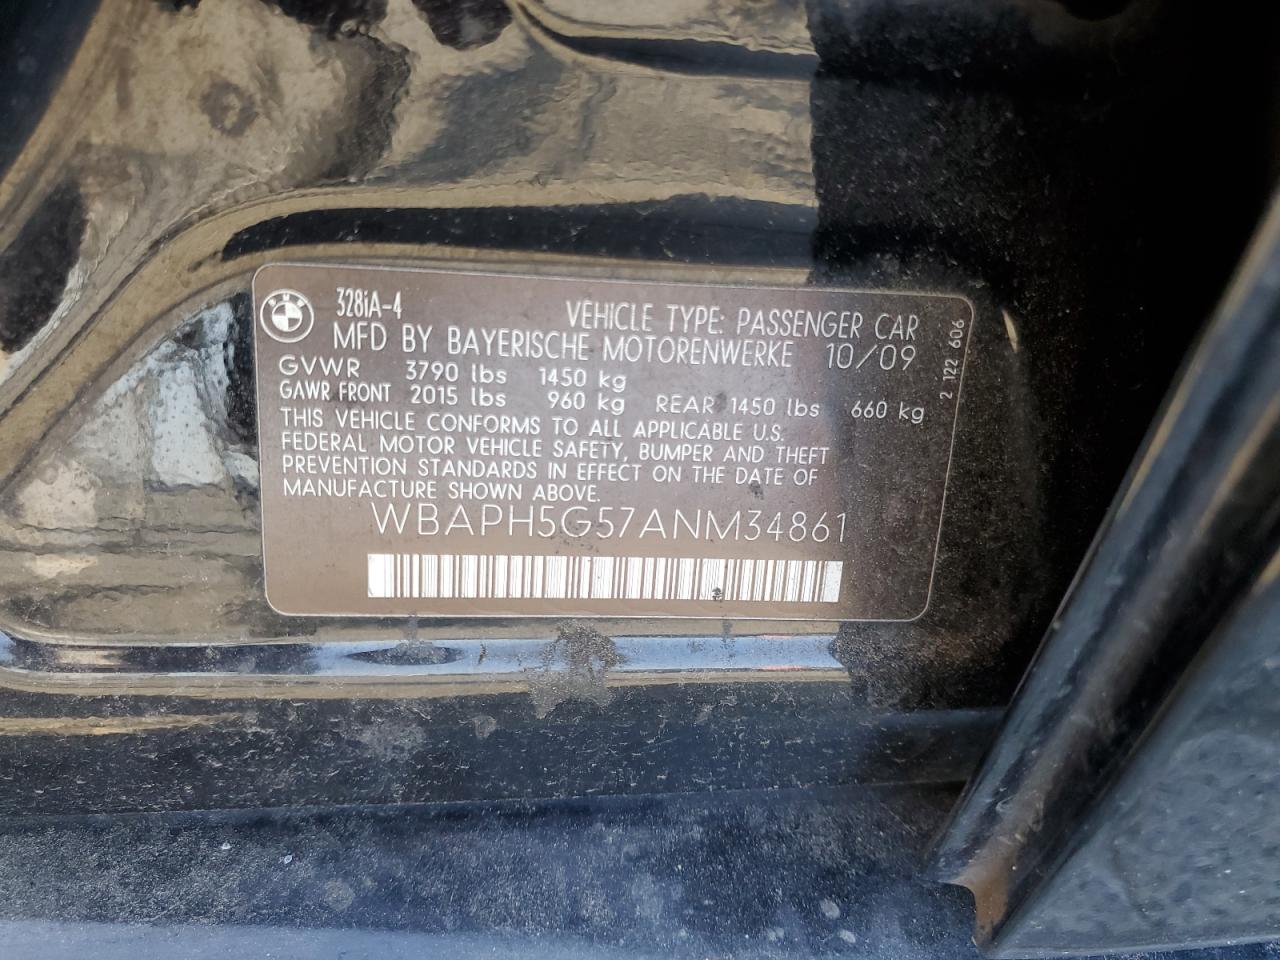 328iA-4 VEHICLE TYPE: PASSENGER CAR
MFD BY BAYERISCHE MOTORENWERKE 10/09
GVWR 3790 lbs 1450 kg
GAWR FRONT 2015 lbs 960 kg REAR 1450 lbs 660 kg
THIS VEHICLE CONFORMS TO ALL APPLICABLE U.S.
FEDERAL MOTOR VEHICLE SAFETY, BUMPER AND THEFT
PREVENTION STANDARDS IN EFFECT ON THE DATE OF
MANUFACTURE SHOWN ABOVE.
WBAPH5G57ANM34861
2 122 606